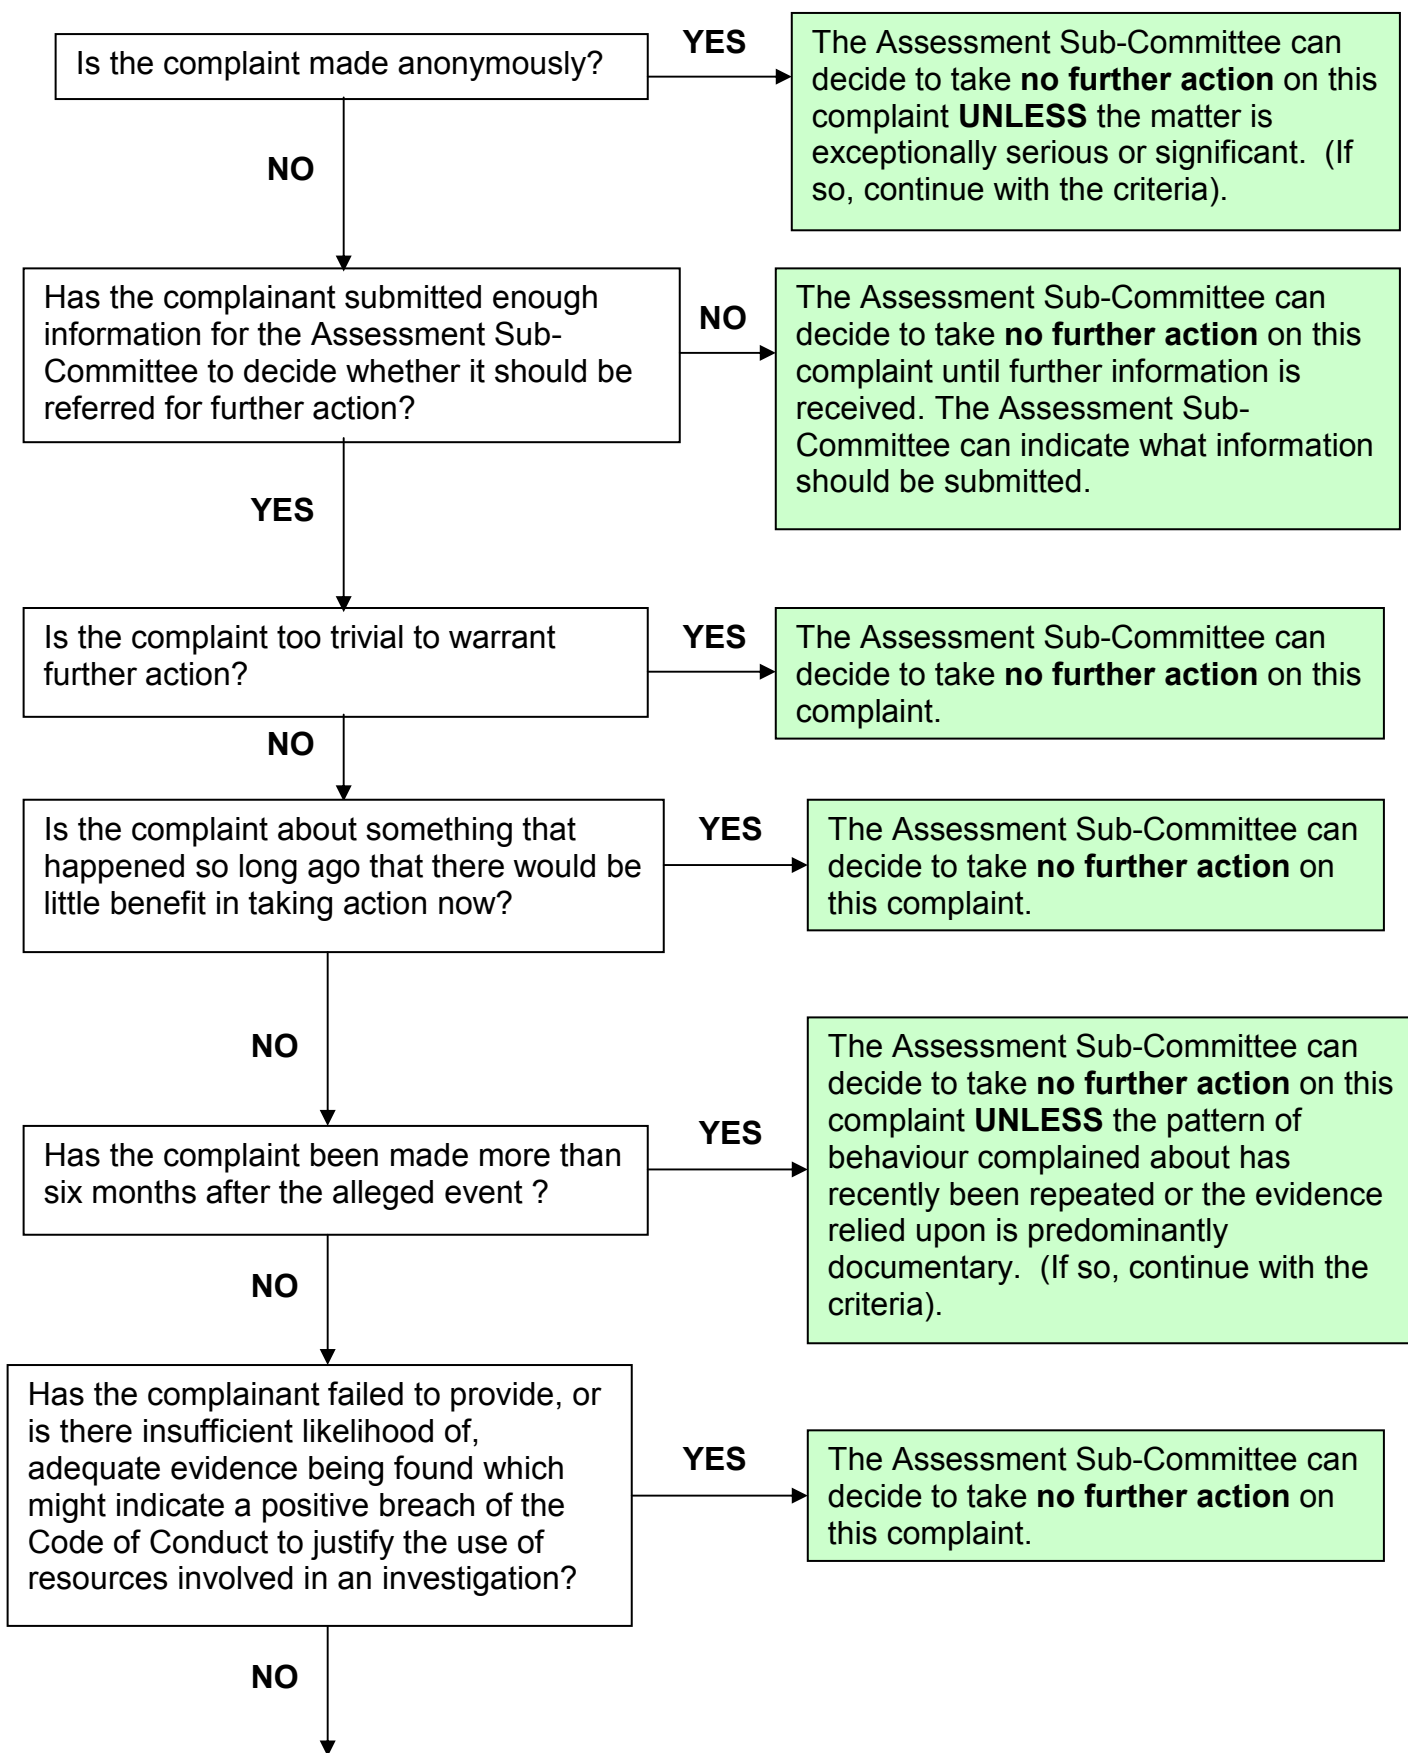 Is the complaint made anonymously?
YES
The Assessment Sub-Committee can
decide to take no further action on this
complaint UNLESS the matter is
exceptionally serious or significant.  (If
so, continue with the criteria).
NO
Has the complainant submitted enough
information for the Assessment Sub-
Committee to decide whether it should be
referred for further action?
NO
The Assessment Sub-Committee can
decide to take no further action on this
complaint until further information is
received. The Assessment Sub-
Committee can indicate what information
should be submitted.
YES
Is the complaint too trivial to warrant
further action?
YES
The Assessment Sub-Committee can
decide to take no further action on this
complaint.
NO
Is the complaint about something that
happened so long ago that there would be
little benefit in taking action now?
YES
The Assessment Sub-Committee can
decide to take no further action on
this complaint.
NO
Has the complaint been made more than
six months after the alleged event ?
YES
The Assessment Sub-Committee can
decide to take no further action on this
complaint UNLESS the pattern of
behaviour complained about has
recently been repeated or the evidence
relied upon is predominantly
documentary.  (If so, continue with the
criteria).
NO
Has the complainant failed to provide, or
is there insufficient likelihood of,
adequate evidence being found which
might indicate a positive breach of the
Code of Conduct to justify the use of
resources involved in an investigation?
YES
The Assessment Sub-Committee can
decide to take no further action on
this complaint.
NO